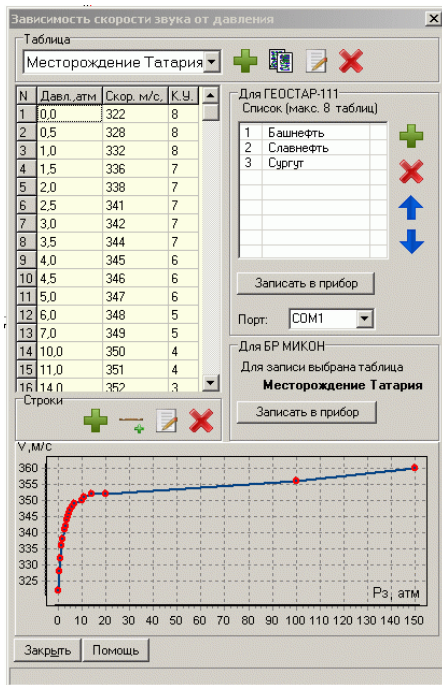 Зависимость скорости звука от давления
Таблица
Месторождение Татария
N Давл.,атм Скор. м/с, К.У.
1 0,0 322 8
2 0,5 328 8
3 1,0 332 8
4 1,5 336 7
5 2,0 338 7
6 2,5 341 7
7 3,0 342 7
8 3,5 344 7
9 4,0 345 6
10 4,5 346 6
11 5,0 347 6
12 6,0 348 5
13 7,0 349 5
14 10,0 350 4
15 11,0 351 4
16 14,0 352 3
Строки
Для ГЕОСТАР-111
Список (макс. 8 таблиц)
1 Башнефть
2 Славнефть
3 Сургут
Записать в прибор
Порт: COM1
Для БР МИКОН
Для записи выбрана таблица
Месторождение Татария
Записать в прибор
V,м/с
360
355
350
345
340
335
330
325
Рз, атм
0 10 20 30 40 50 60 70 80 90 100 110 120 130 140 150
Закрыть Помощь